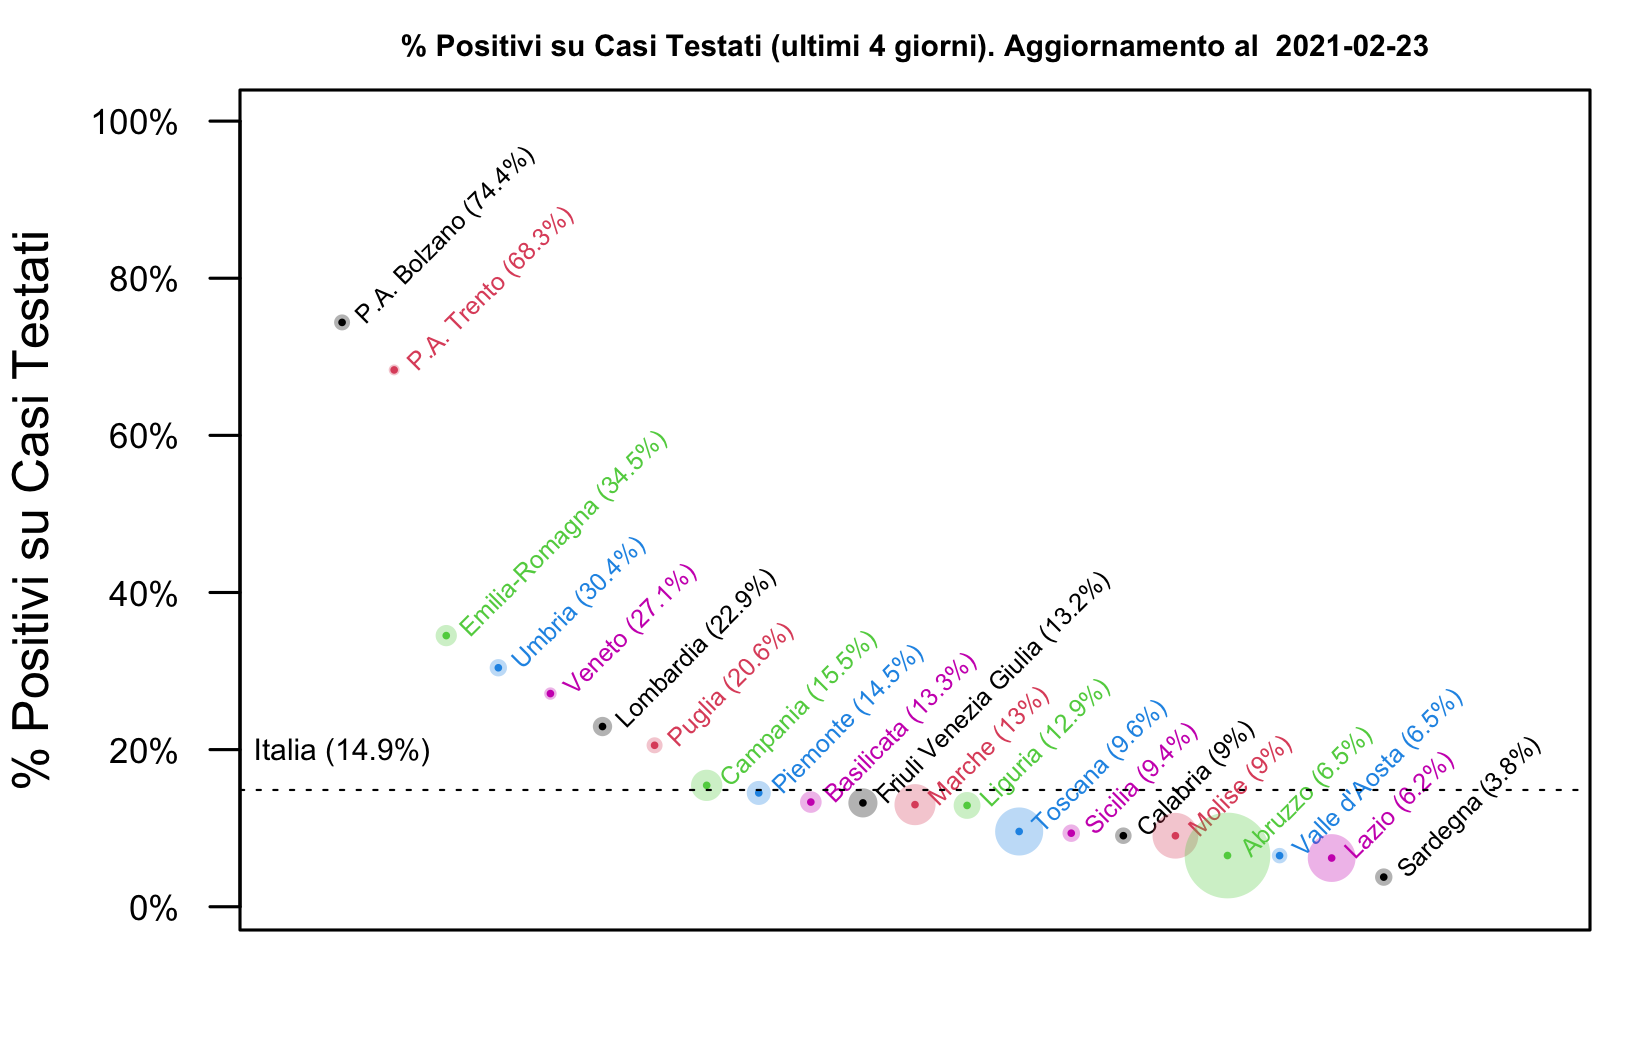 % Positivi su Casi Testati (ultimi 4 giorni). Aggiornamento al  2021-02-23
% Positivi su Casi Testati
100%
80%
60%
40%
20%
0%
P.A. Bolzano (74.4%)
P.A. Trento (68.3%)
Emilia-Romagna (34.5%)
Umbria (30.4%)
Veneto (27.1%)
Lombardia (22.9%)
Puglia (20.6%)
Campania (15.5%)
Piemonte (14.5%)
Basilicata (13.3%)
Friuli Venezia Giulia (13.2%)
Marche (13%)
Liguria (12.9%)
Toscana (9.6%)
Sicilia (9.4%)
Calabria (9%)
Molise (9%)
Abruzzo (6.5%)
Valle d'Aosta (6.5%)
Lazio (6.2%)
Sardegna (3.8%)
Italia (14.9%)